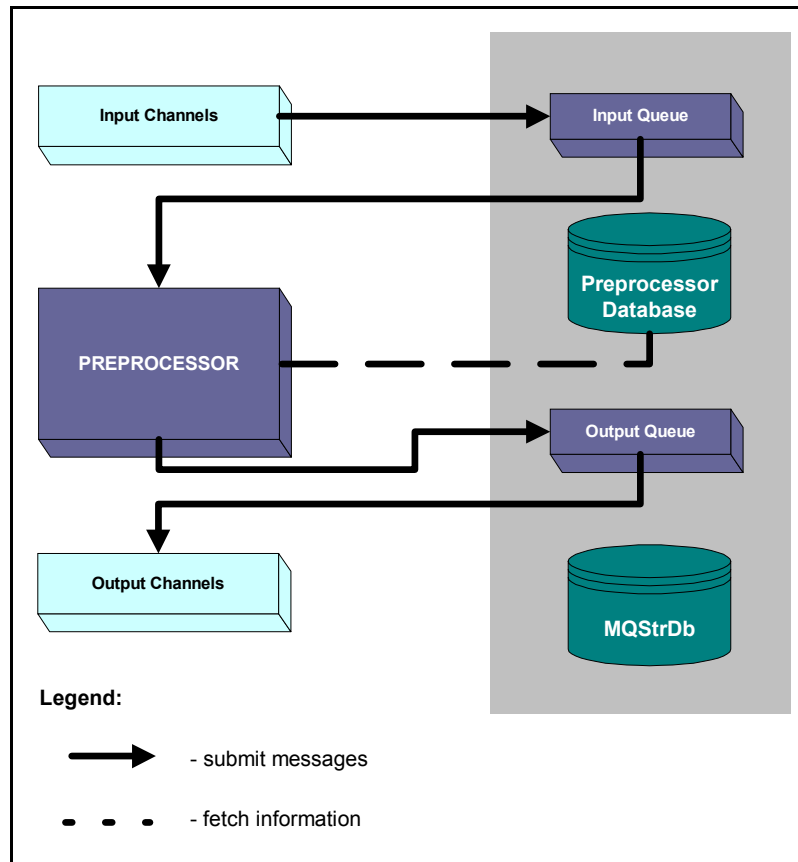 Input Channels
Input Queue
Preprocessor
Database
PREPROCESSOR
Output Queue
Output Channels
MQStrDb
Legend:
- submit messages
- fetch information